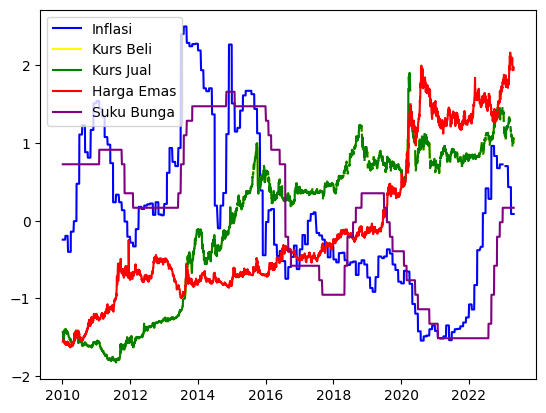 Inflasi
Kurs Beli
Kurs Jual
Harga Emas
Suku Bunga
2
1
0
−1
−2
2010 2012 2014 2016 2018 2020 2022